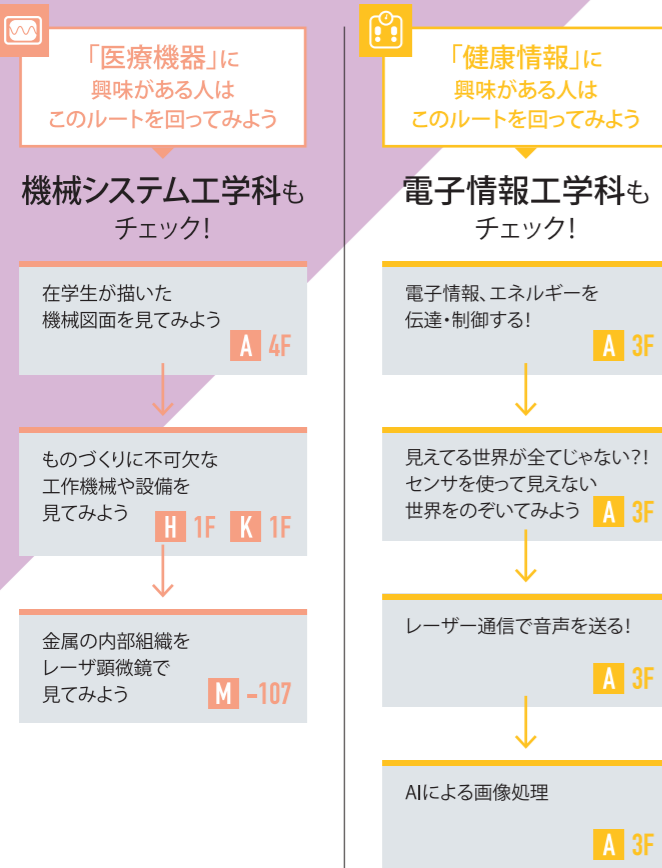 「医療機器」に
興味がある人は
このルートを回ってみよう
機械システム工学科も
チェック!
在学生が描いた
機械図面を見てみよう
A 4F
ものづくりに不可欠な
工作機械や設備を
見てみよう
H 1F K 1F
金属の内部組織を
レーザ顕微鏡で
見てみよう
M -107
「健康情報」に
興味がある人は
このルートを回ってみよう
電子情報工学科も
チェック!
電子情報、エネルギーを
伝達・制御する!
A 3F
見えてる世界が全てじゃない?!
センサを使って見えない
世界をのぞいてみよう
A 3F
レーザー通信で音声を送る!
A 3F
AIによる画像処理
A 3F